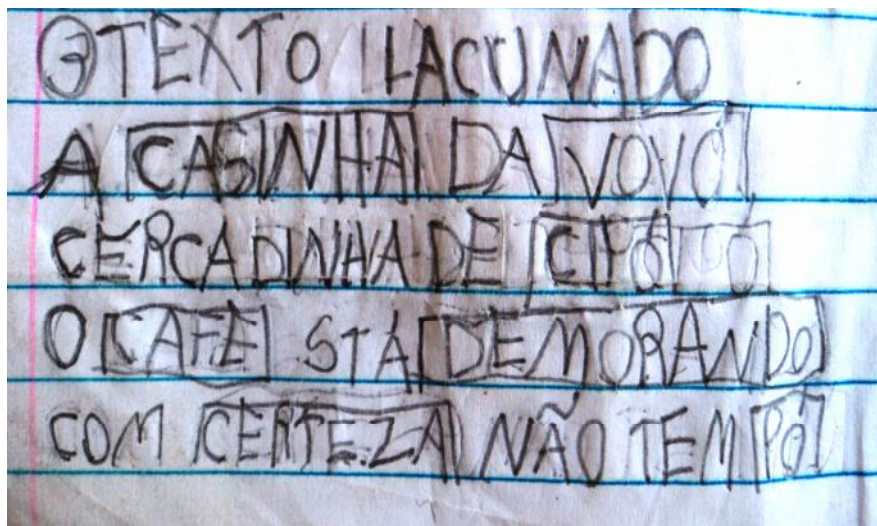 3 TEXTO LACUNADO
A CASINHA DA VOVÓ
CERCADINHA DE CIPÓ
O CAFÉ STÁ DEMORANDO
COM CERTEZA NÃO TEM PÓ